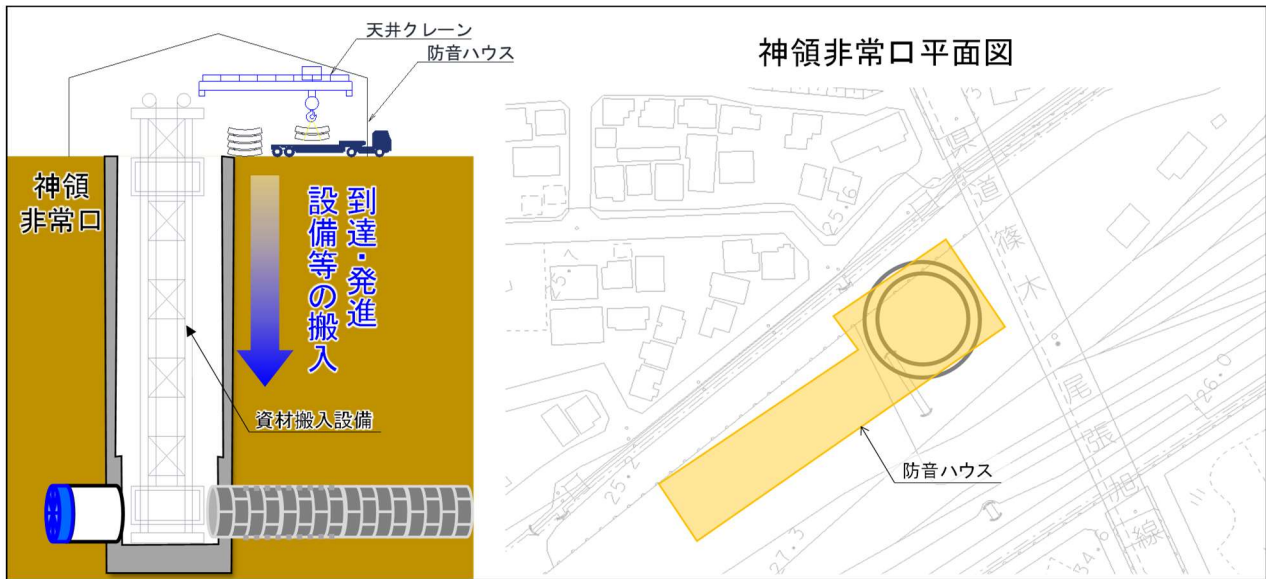 天井クレーン
防音ハウス
神領
非常口
到達・発進
設備等の搬入
資材搬入設備
神領非常口平面図
県道篠木尾張旭線
25.6
25.2
26.0
27.3
34.6
防音ハウス